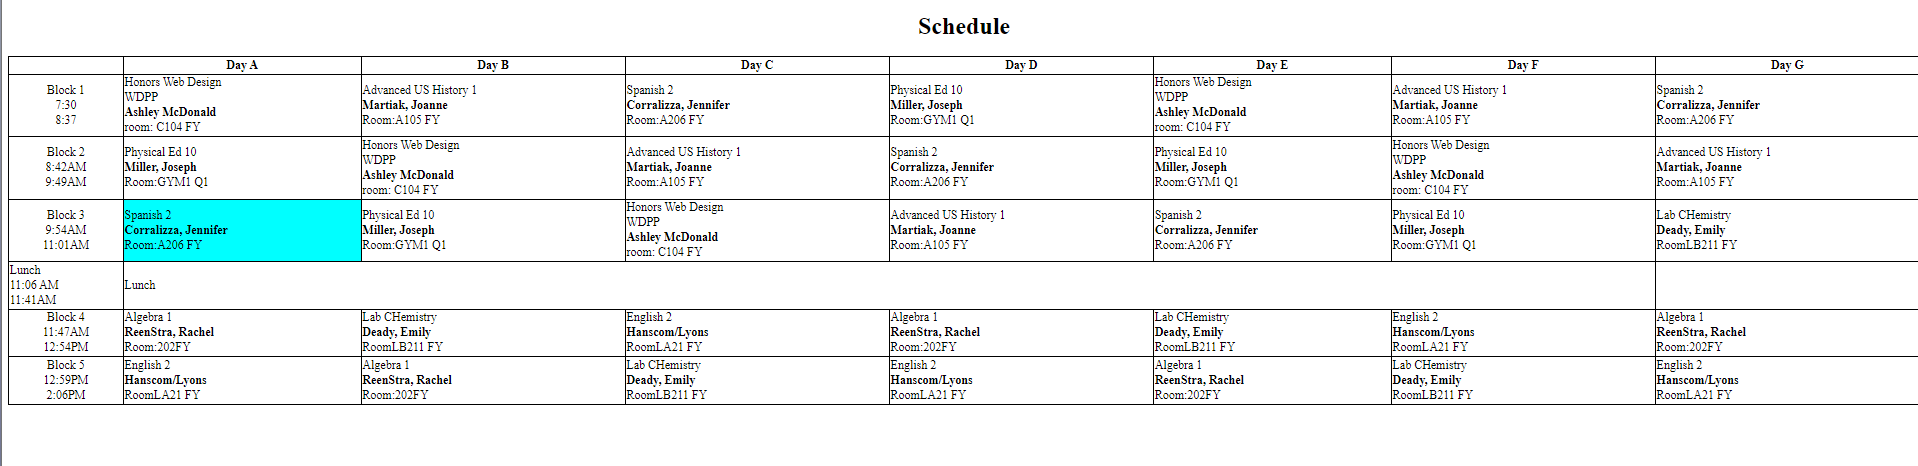 Schedule
Day A Day B Day C Day D Day E Day F Day G
Block 1
7:30
8:37
Honors Web Design
WDPP
Ashley McDonald
room: C104 FY
Advanced US History 1
Martiak, Joanne
Room:A105 FY
Spanish 2
Corralizza, Jennifer
Room:A206 FY
Physical Ed 10
Miller, Joseph
Room:GYM1 Q1
Honors Web Design
WDPP
Ashley McDonald
room: C104 FY
Advanced US History 1
Martiak, Joanne
Room:A105 FY
Spanish 2
Corralizza, Jennifer
Room:A206 FY
Block 2
8:42AM
9:49AM
Physical Ed 10
Miller, Joseph
Room:GYM1 Q1
Honors Web Design
WDPP
Ashley McDonald
room: C104 FY
Advanced US History 1
Martiak, Joanne
Room:A105 FY
Spanish 2
Corralizza, Jennifer
Room:A206 FY
Physical Ed 10
Miller, Joseph
Room:GYM1 Q1
Honors Web Design
WDPP
Ashley McDonald
room: C104 FY
Advanced US History 1
Martiak, Joanne
Room:A105 FY
Block 3
9:54AM
11:01AM
Spanish 2
Corralizza, Jennifer
Room:A206 FY
Physical Ed 10
Miller, Joseph
Room:GYM1 Q1
Honors Web Design
WDPP
Ashley McDonald
room: C104 FY
Advanced US History 1
Martiak, Joanne
Room:A105 FY
Spanish 2
Corralizza, Jennifer
Room:A206 FY
Physical Ed 10
Miller, Joseph
Room:GYM1 Q1
Lab CHemistry
Deady, Emily
RoomLB211 FY
Lunch
11:06 AM
11:41AM
Lunch
Block 4
11:47AM
12:54PM
Algebra 1
ReenStra, Rachel
Room:202FY
Lab CHemistry
Deady, Emily
RoomLB211 FY
English 2
Hanscom/Lyons
RoomLA21 FY
Algebra 1
ReenStra, Rachel
Room:202FY
Lab CHemistry
Deady, Emily
RoomLB211 FY
English 2
Hanscom/Lyons
RoomLA21 FY
Algebra 1
ReenStra, Rachel
Room:202FY
Block 5
12:59PM
2:06PM
English 2
Hanscom/Lyons
RoomLA21 FY
Algebra 1
ReenStra, Rachel
Room:202FY
Lab CHemistry
Deady, Emily
RoomLB211 FY
English 2
Hanscom/Lyons
RoomLA21 FY
Algebra 1
ReenStra, Rachel
Room:202FY
Lab CHemistry
Deady, Emily
RoomLB211 FY
English 2
Hanscom/Lyons
RoomLA21 FY